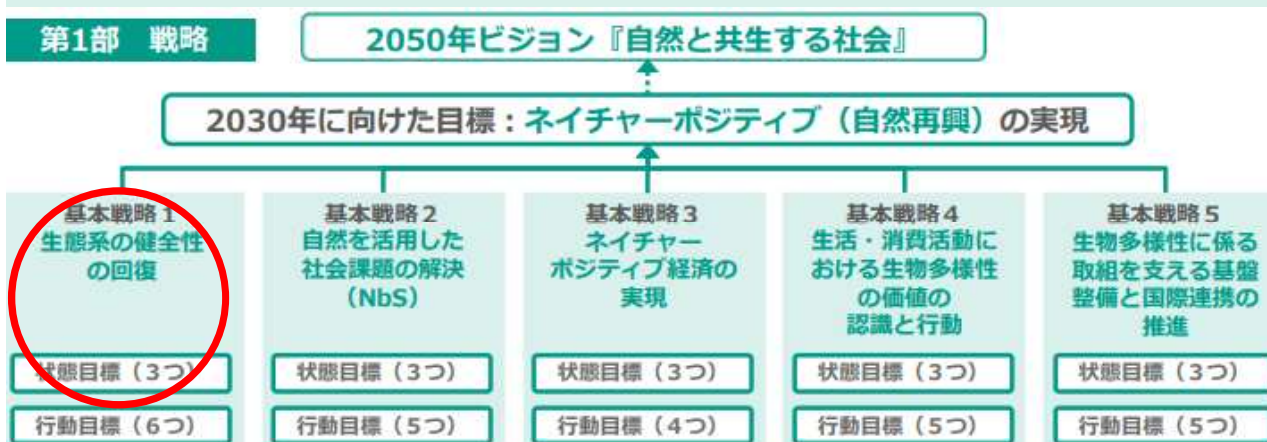 第1部 戦略
2050年ビジョン『自然と共生する社会』
2030年に向けた目標：ネイチャーポジティブ（自然再興）の実現
基本戦略１
生態系の健全性
の回復
状態目標（３つ）
行動目標（６つ）
基本戦略２
自然を活用した
社会課題の解決
（NbS）
状態目標（３つ）
行動目標（５つ）
基本戦略３
ネイチャー
ポジティブ経済の
実現
状態目標（３つ）
行動目標（４つ）
基本戦略４
生活・消費活動に
おける生物多様性
の価値の
認識と行動
状態目標（３つ）
行動目標（５つ）
基本戦略５
生物多様性に係る
取組を支える基盤
整備と国際連携の
推進
状態目標（３つ）
行動目標（５つ）